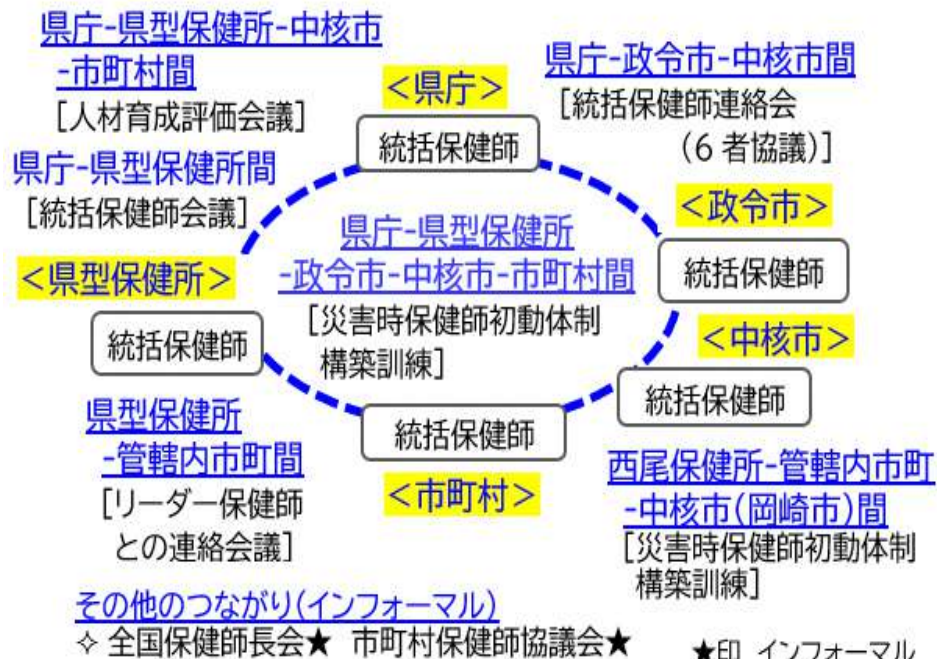 県庁-県型保健所-中核市
-市町村間
[人材育成評価会議]
県庁-県型保健所間
[統括保健師会議]
<県庁>
統括保健師
県庁-政令市-中核市間
[統括保健師連絡会
(6 者協議)]
<政令市>
統括保健師
<県型保健所>
統括保健師
県庁-県型保健所
-政令市-中核市-市町村間
[災害時保健師初動体制
構築訓練]
<中核市>
統括保健師
統括保健師
<市町村>
県型保健所
-管轄内市町間
[リーダー保健師
との連絡会議]
西尾保健所-管轄内市町
-中核市(岡崎市)間
[災害時保健師初動体制
構築訓練]
その他のつながり(インフォーマル)
✧ 全国保健師長会★ 市町村保健師協議会★
★印 インフォーマル